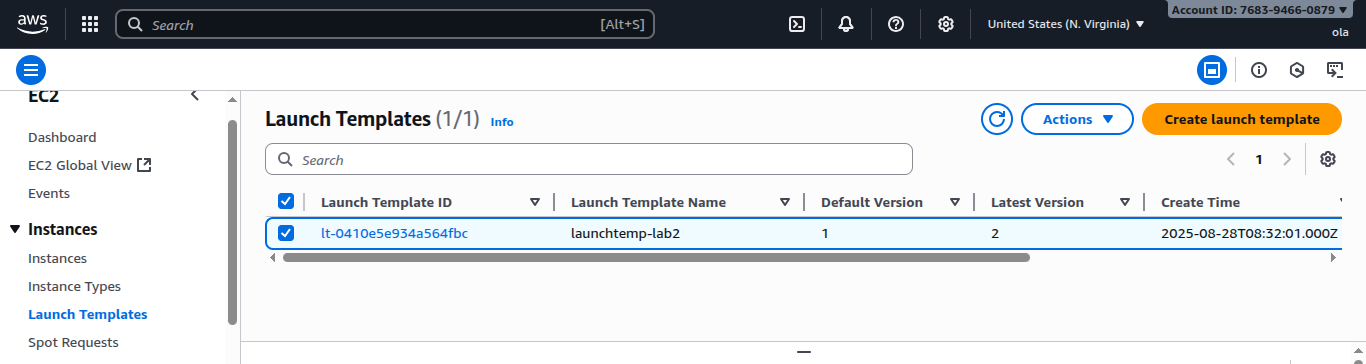 aws
Search [Alt+S]
United States (N. Virginia)
Account ID: 7683-9466-0879
ola
EC2
Dashboard
EC2 Global View
Events
Instances
Instances
Instance Types
Launch Templates
Spot Requests
Launch Templates (1/1) Info
Actions
Create launch template
Search
1
Launch Template ID Launch Template Name Default Version Latest Version Create Time
lt-0410e5e934a564fbc launchtemp-lab2 1 2 2025-08-28T08:32:01.000Z